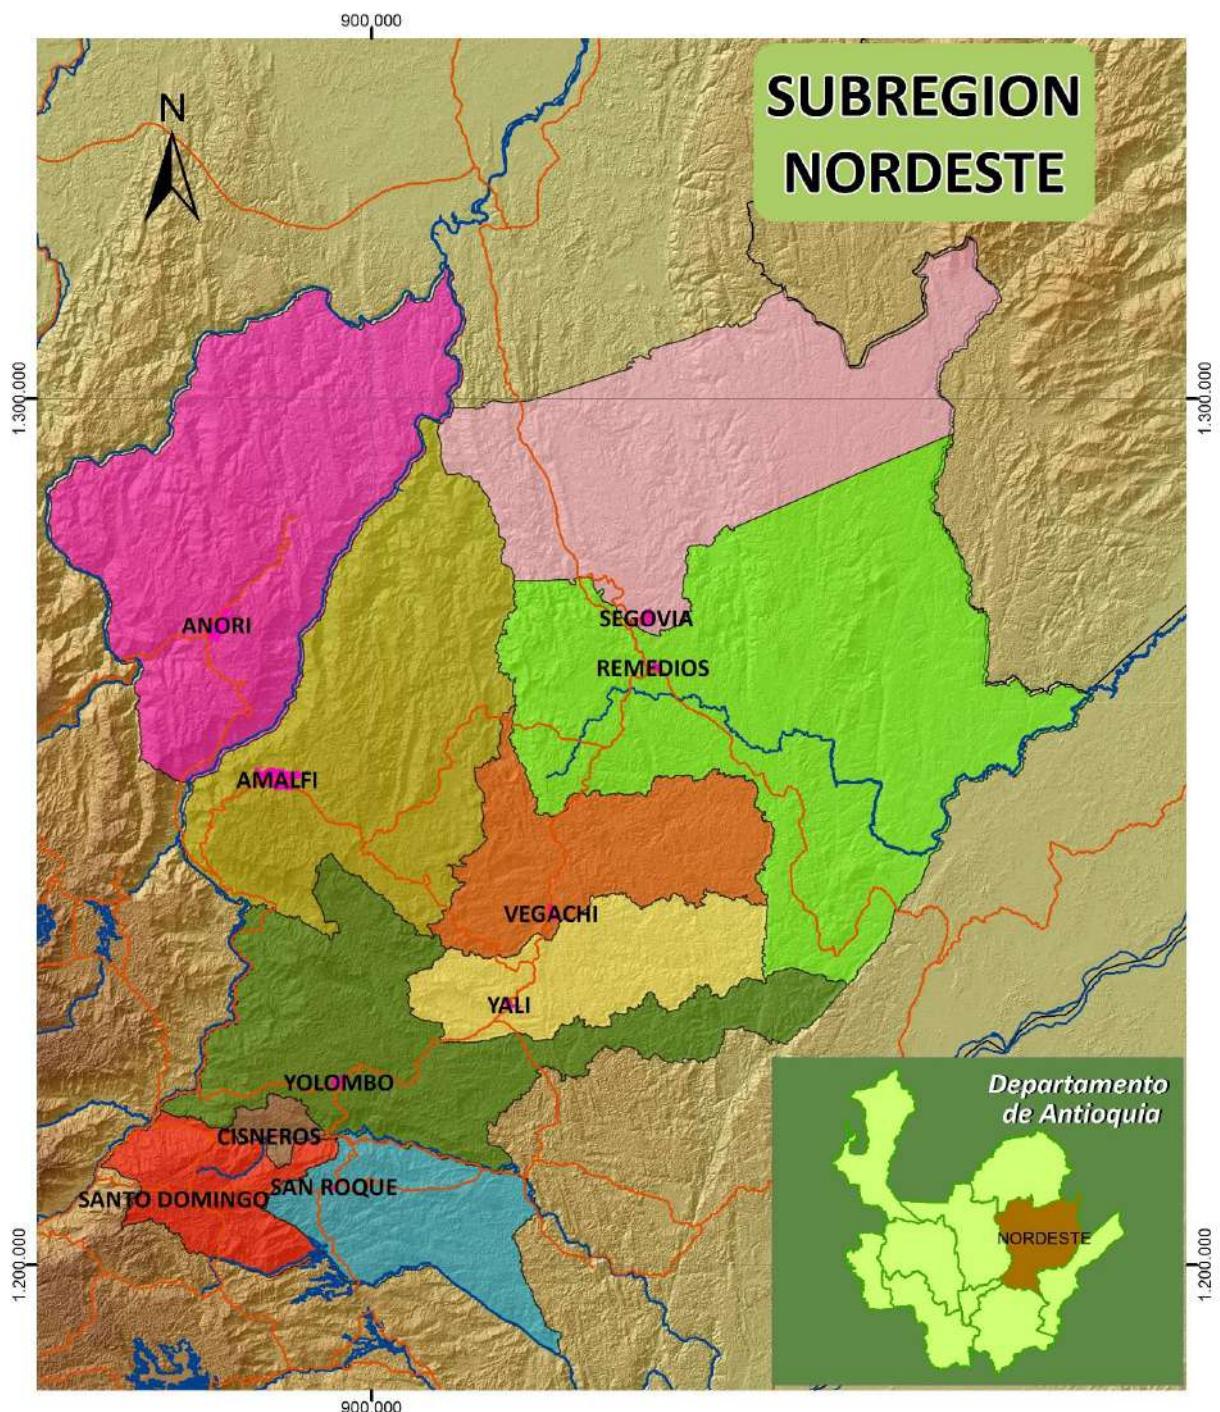 900.000
SUBREGION
NORDESTE
N
1.300.000
1.300.000
ANORI
SEGOVIA
REMEDIOS
AMALFI
VEGACHI
YALI
YOLOMBO
CISNEROS
SAN ROQUE
SANTO DOMINGO
Departamento
de Antioquia
NORDESTE
1.200.000
1.200.000
900.000